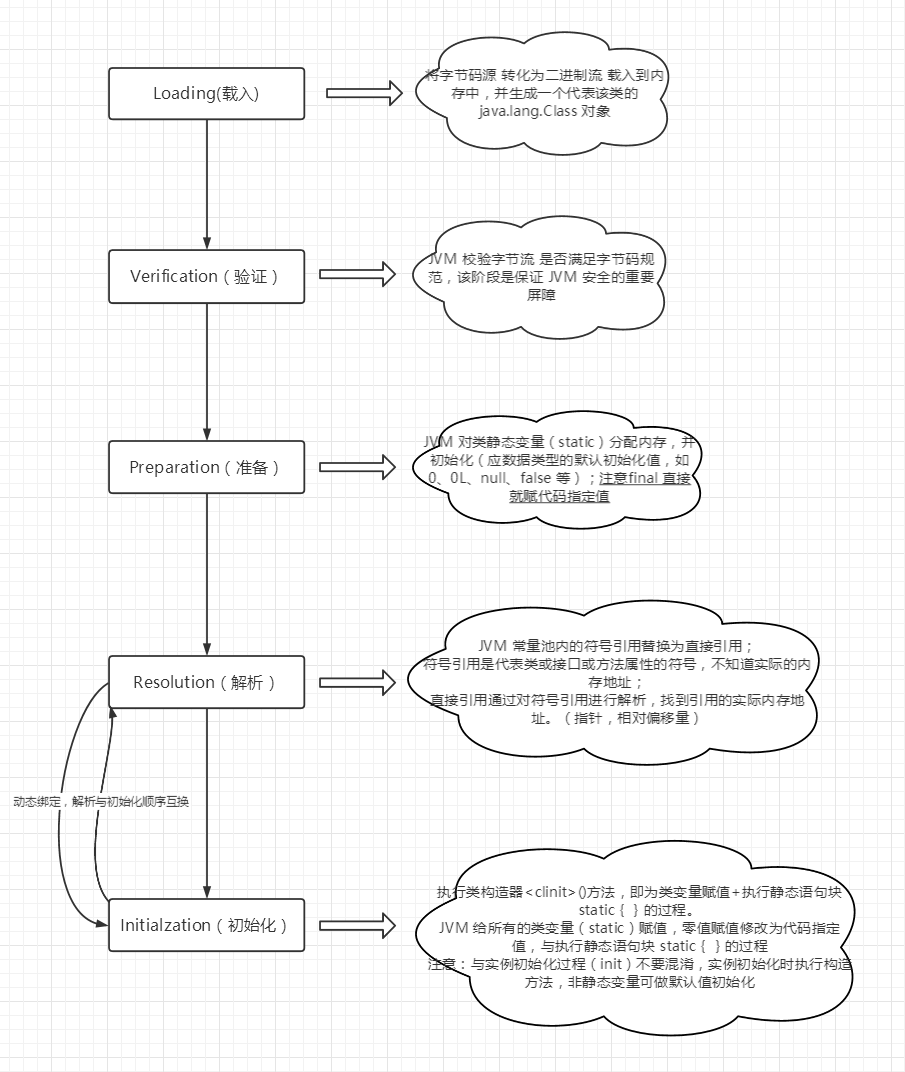 Loading(载入)
将字节码源 转化为二进制流 载入到内
存中，并生成一个代表该类的
java.lang.Class 对象
Verification（验证）
JVM 校验字节流 是否满足字节码规
范，该阶段是保证 JVM 安全的重要
屏障
Preparation（准备）
JVM 对类静态变量（static）分配内存，并
初始化（应数据类型的默认初始化值，如
0、0L、null、false 等）；注意final 直接
就赋代码指定值
Resolution（解析）
JVM 常量池内的符号引用替换为直接引用；
符号引用是代表类或接口或方法属性的符号，不知道实际的内
存地址；
直接引用通过对符号引用进行解析，找到引用的实际内存地
址。（指针，相对偏移量）
动态绑定，解析与初始化顺序互换
Initialzation（初始化）
执行类构造器<clinit>()方法，即为类变量赋值+执行静态语句块
static｛ ｝的过程。
JVM 给所有的类变量（static）赋值，零值赋值修改为代码指定
值，与执行静态语句块 static｛ ｝的过程
注意：与实例初始化过程（init）不要混淆，实例初始化时执行构造
方法，非静态变量可做默认值初始化